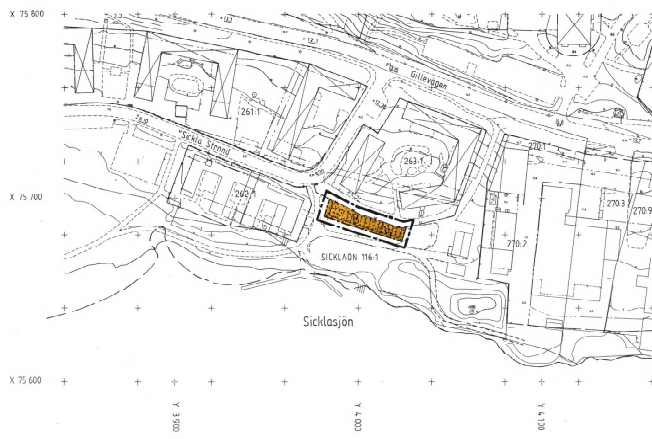 X 75 800
Gillevägen
261:1
Sickla Strand
263:1
270:1
262:1
X 75 700
270:3
270:9
270:2
SICKLAÖN 116:1
Sicklasjön
X 75 600
Y 3 900
Y 4 000
Y 4 100